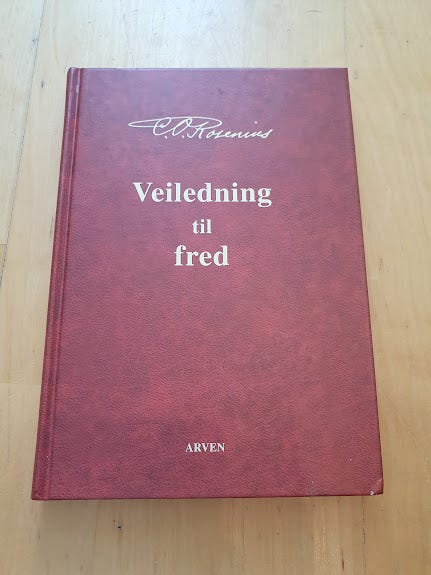 C.O. Rosenius
Veiledning
til
fred
ARVEN